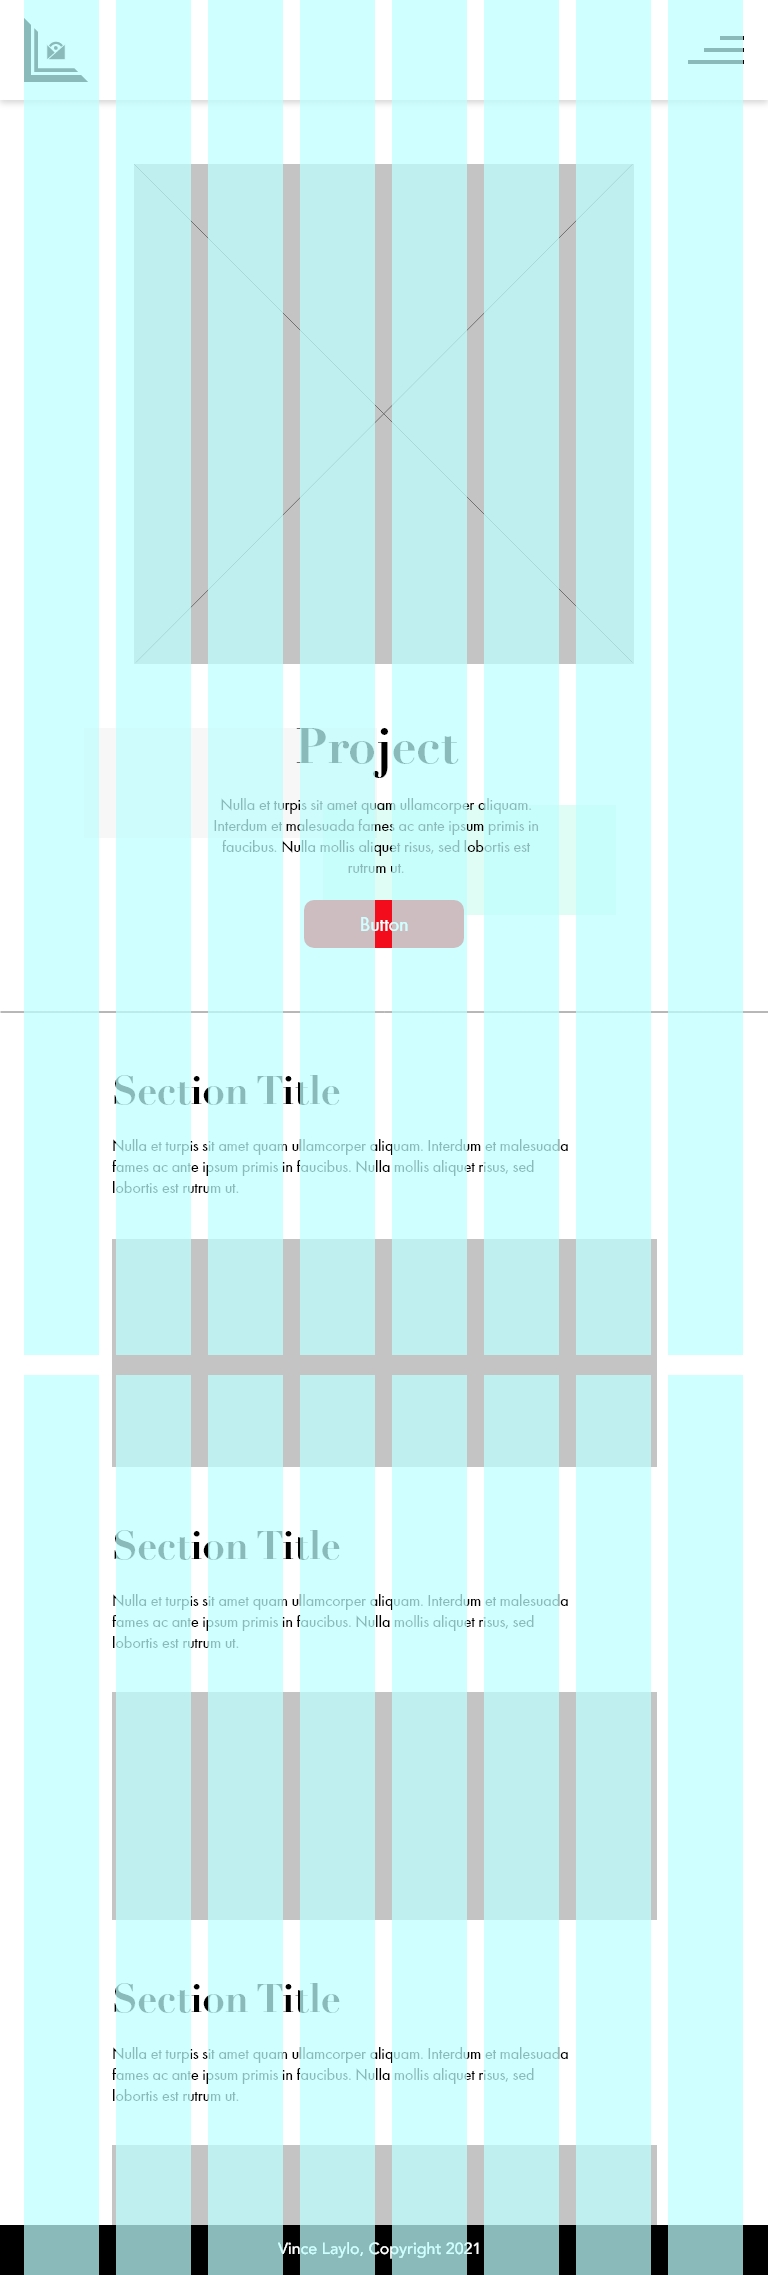 Project
Nulla et turpis sit amet quam ullamcorper aliquam.
Interdum et malesuada fames ac ante ipsum primis in
faucibus. Nulla mollis aliquet risus, sed lobortis est
rutrum ut.
Button
Section Title
Nulla et turpis sit amet quam ullamcorper aliquam. Interdum et malesuada
fames ac ante ipsum primis in faucibus. Nulla mollis aliquet risus, sed
lobortis est rutrum ut.
Section Title
Nulla et turpis sit amet quam ullamcorper aliquam. Interdum et malesuada
fames ac ante ipsum primis in faucibus. Nulla mollis aliquet risus, sed
lobortis est rutrum ut.
Section Title
Nulla et turpis sit amet quam ullamcorper aliquam. Interdum et malesuada
fames ac ante ipsum primis in faucibus. Nulla mollis aliquet risus, sed
lobortis est rutrum ut.
Vince Laylo, Copyright 2021